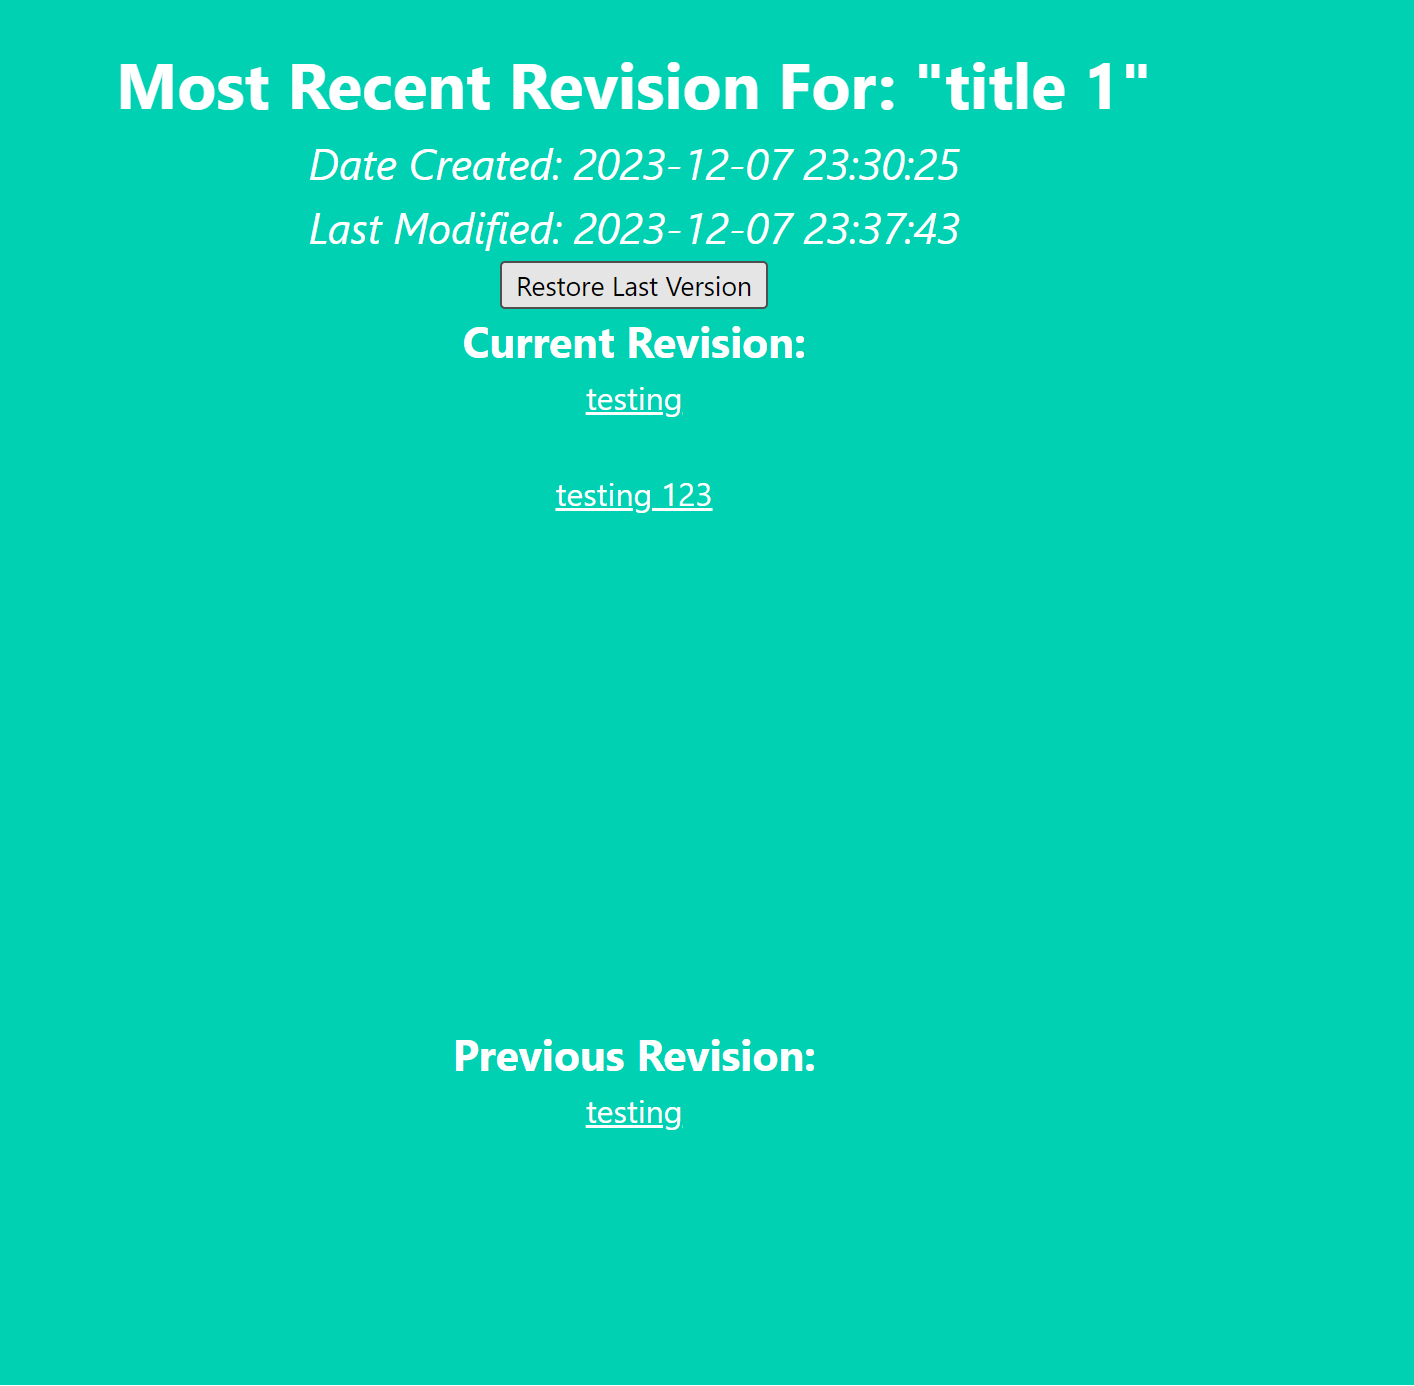 Most Recent Revision For: "title 1"
Date Created: 2023-12-07 23:30:25
Last Modified: 2023-12-07 23:37:43
Restore Last Version
Current Revision:
testing
testing 123
Previous Revision:
testing